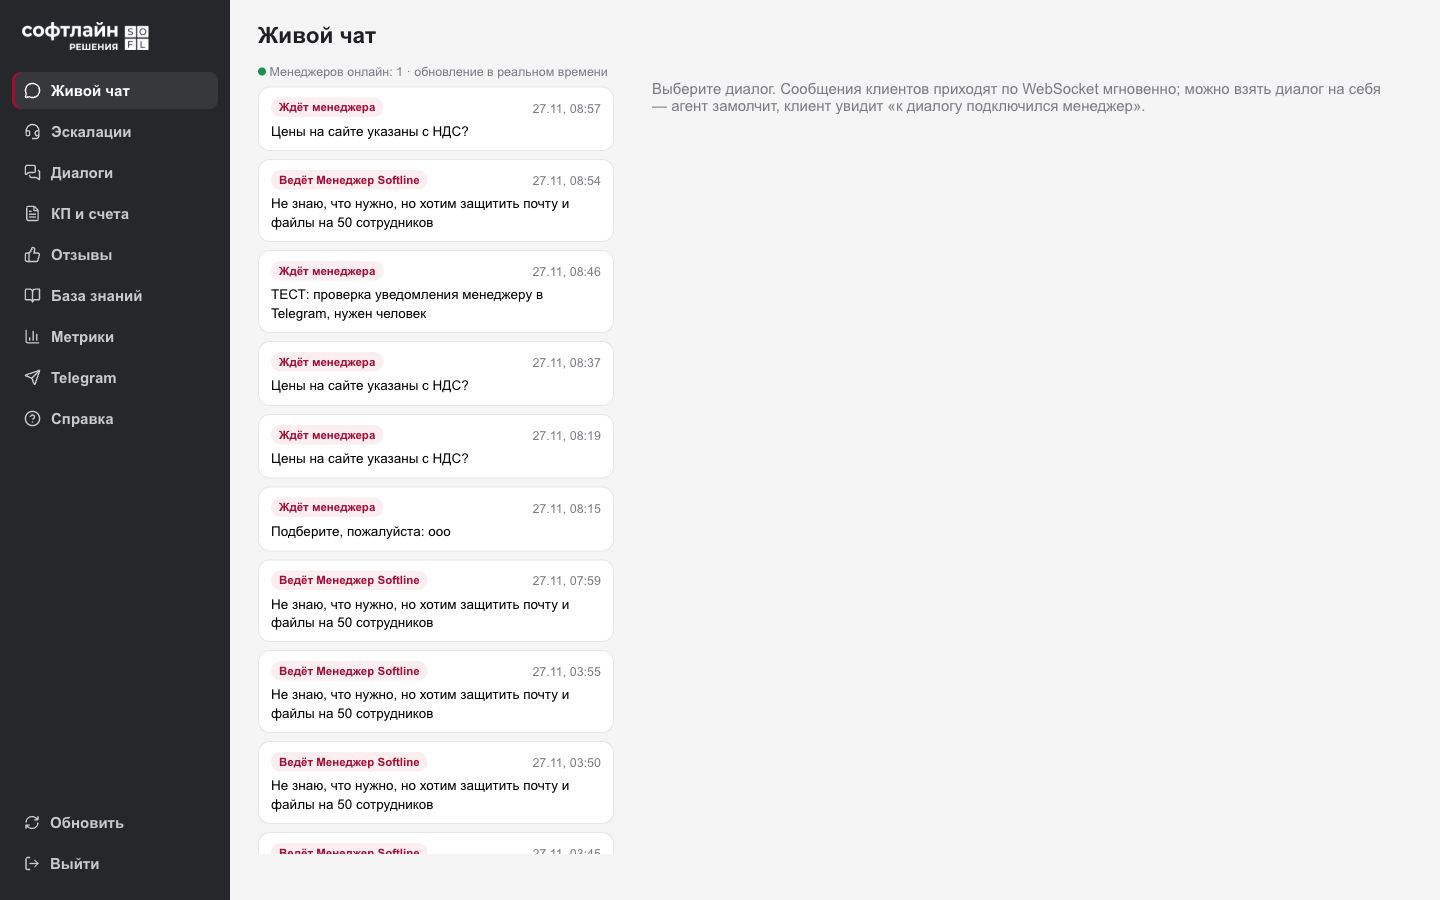 софтлайн
решения
SO
FL
Живой чат
Эскалации
Диалоги
КП и счета
Отзывы
База знаний
Метрики
Telegram
Справка
Обновить
Выйти
Живой чат
Менеджеров онлайн: 1 · обновление в реальном времени
Ждёт менеджера 27.11, 08:57
Цены на сайте указаны с НДС?
Ведёт Менеджер Softline 27.11, 08:54
Не знаю, что нужно, но хотим защитить почту и
файлы на 50 сотрудников
Ждёт менеджера 27.11, 08:46
ТЕСТ: проверка уведомления менеджеру в
Telegram, нужен человек
Ждёт менеджера 27.11, 08:37
Цены на сайте указаны с НДС?
Ждёт менеджера 27.11, 08:19
Цены на сайте указаны с НДС?
Ждёт менеджера 27.11, 08:15
Подберите, пожалуйста: ооо
Ведёт Менеджер Softline 27.11, 07:59
Не знаю, что нужно, но хотим защитить почту и
файлы на 50 сотрудников
Ведёт Менеджер Softline 27.11, 03:55
Не знаю, что нужно, но хотим защитить почту и
файлы на 50 сотрудников
Ведёт Менеджер Softline 27.11, 03:50
Не знаю, что нужно, но хотим защитить почту и
файлы на 50 сотрудников
Ведёт Менеджер Softline 27.11, 03:45
Выберите диалог. Сообщения клиентов приходят по WebSocket мгновенно; можно взять диалог на себя
— агент замолчит, клиент увидит «к диалогу подключился менеджер».